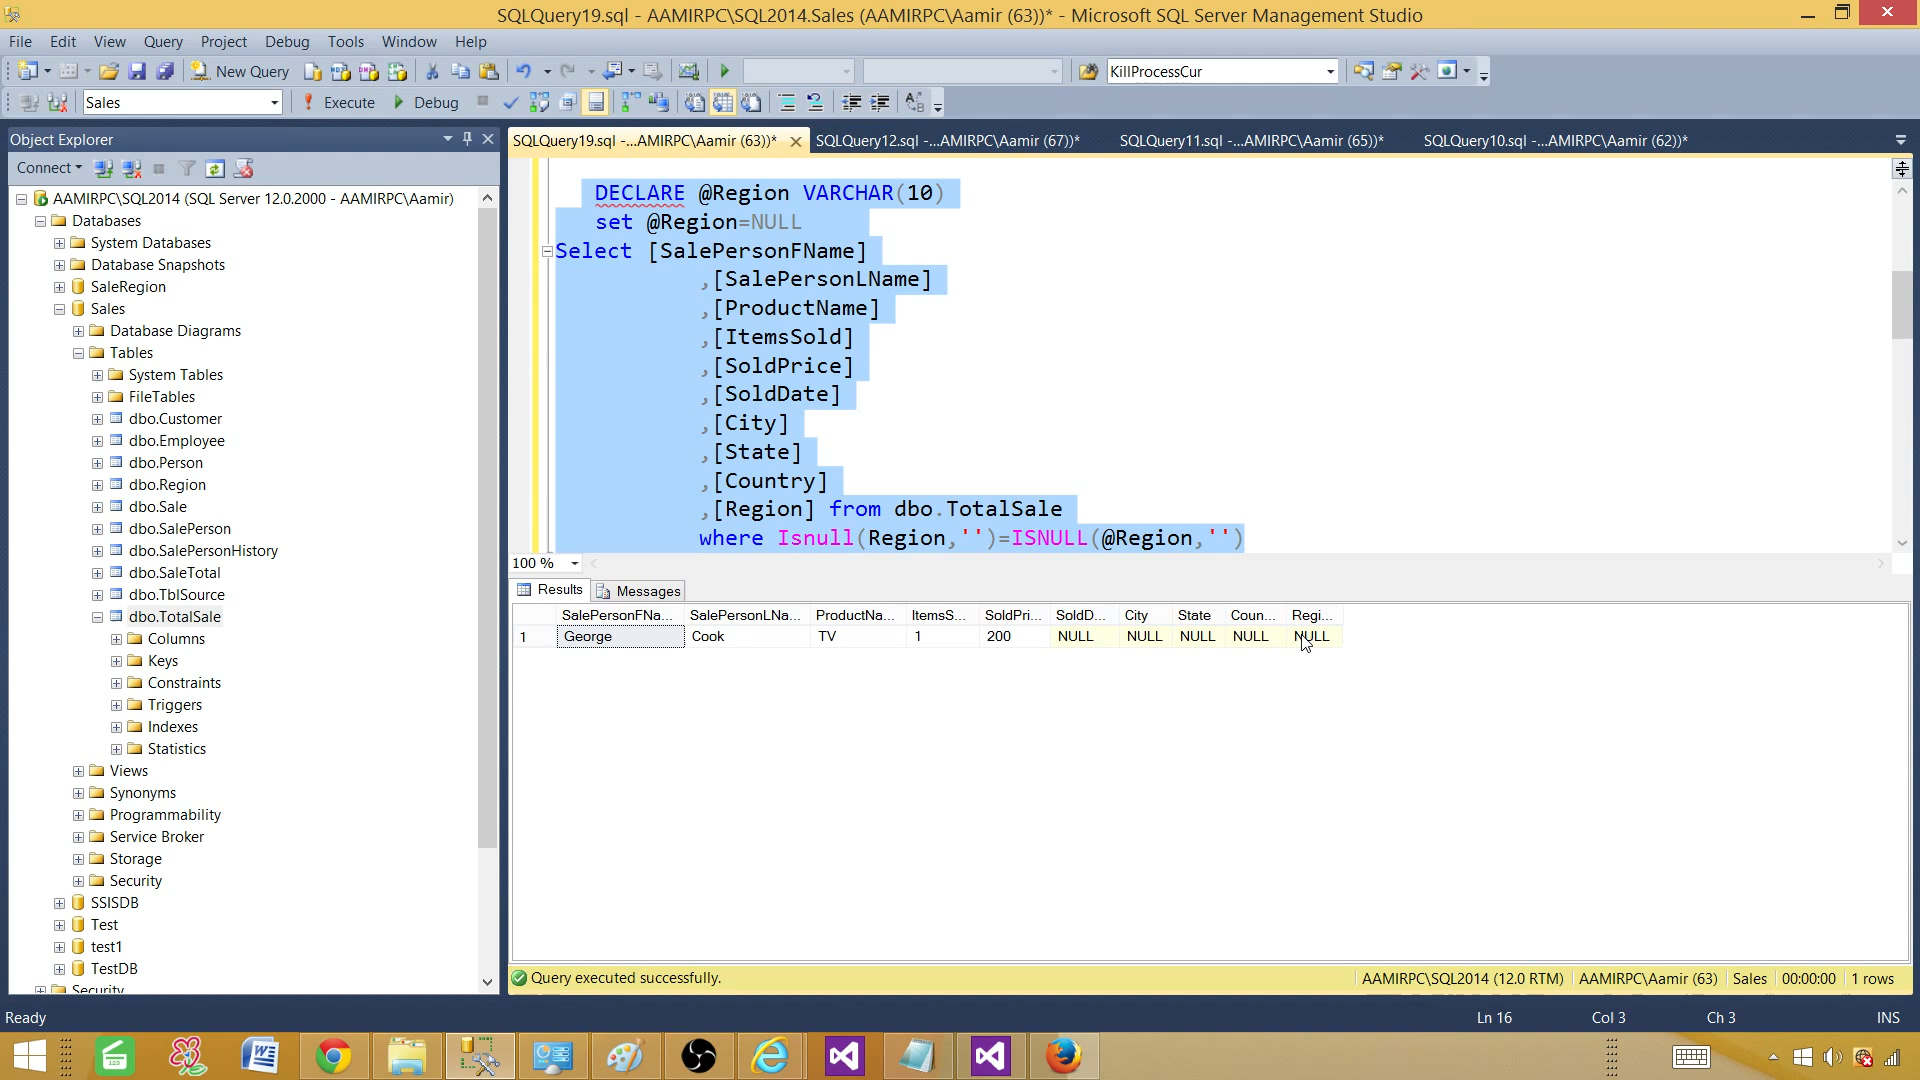 SQLQuery19.sql - AAMIRPC\SQL2014.Sales (AAMIRPC\Aamir (63))* - Microsoft SQL Server Management Studio
File Edit View Query Project Debug Tools Window Help
New Query KillProcessCur
Sales Execute Debug
Object Explorer
SQLQuery19.sql -...AMIRPC\Aamir (63))* SQLQuery12.sql -...AMIRPC\Aamir (67))* SQLQuery11.sql -...AMIRPC\Aamir (65))* SQLQuery10.sql -...AMIRPC\Aamir (62))*
Connect
AAMIRPC\SQL2014 (SQL Server 12.0.2000 - AAMIRPC\Aamir)
Databases
System Databases
Database Snapshots
SaleRegion
Sales
Database Diagrams
Tables
System Tables
FileTables
dbo.Customer
dbo.Employee
dbo.Person
dbo.Region
dbo.Sale
dbo.SalePerson
dbo.SalePersonHistory
dbo.SaleTotal
dbo.TblSource
dbo.TotalSale
Columns
Keys
Constraints
Triggers
Indexes
Statistics
Views
Synonyms
Programmability
Service Broker
Storage
Security
SSISDB
Test
test1
TestDB
Security
DECLARE @Region VARCHAR(10)
set @Region=NULL
Select [SalePersonFName]
,[SalePersonLName]
,[ProductName]
,[ItemsSold]
,[SoldPrice]
,[SoldDate]
,[City]
,[State]
,[Country]
,[Region] from dbo.TotalSale
where Isnull(Region,'')=ISNULL(@Region,'')
100 %
Results Messages
SalePersonFNa... SalePersonLNa... ProductNa... ItemsS... SoldPri... SoldD... City State Coun... Regi...
1 George Cook TV 1 200 NULL NULL NULL NULL NULL
Query executed successfully. AAMIRPC\SQL2014 (12.0 RTM) AAMIRPC\Aamir (63) Sales 00:00:00 1 rows
Ready Ln 16 Col 3 Ch 3 INS